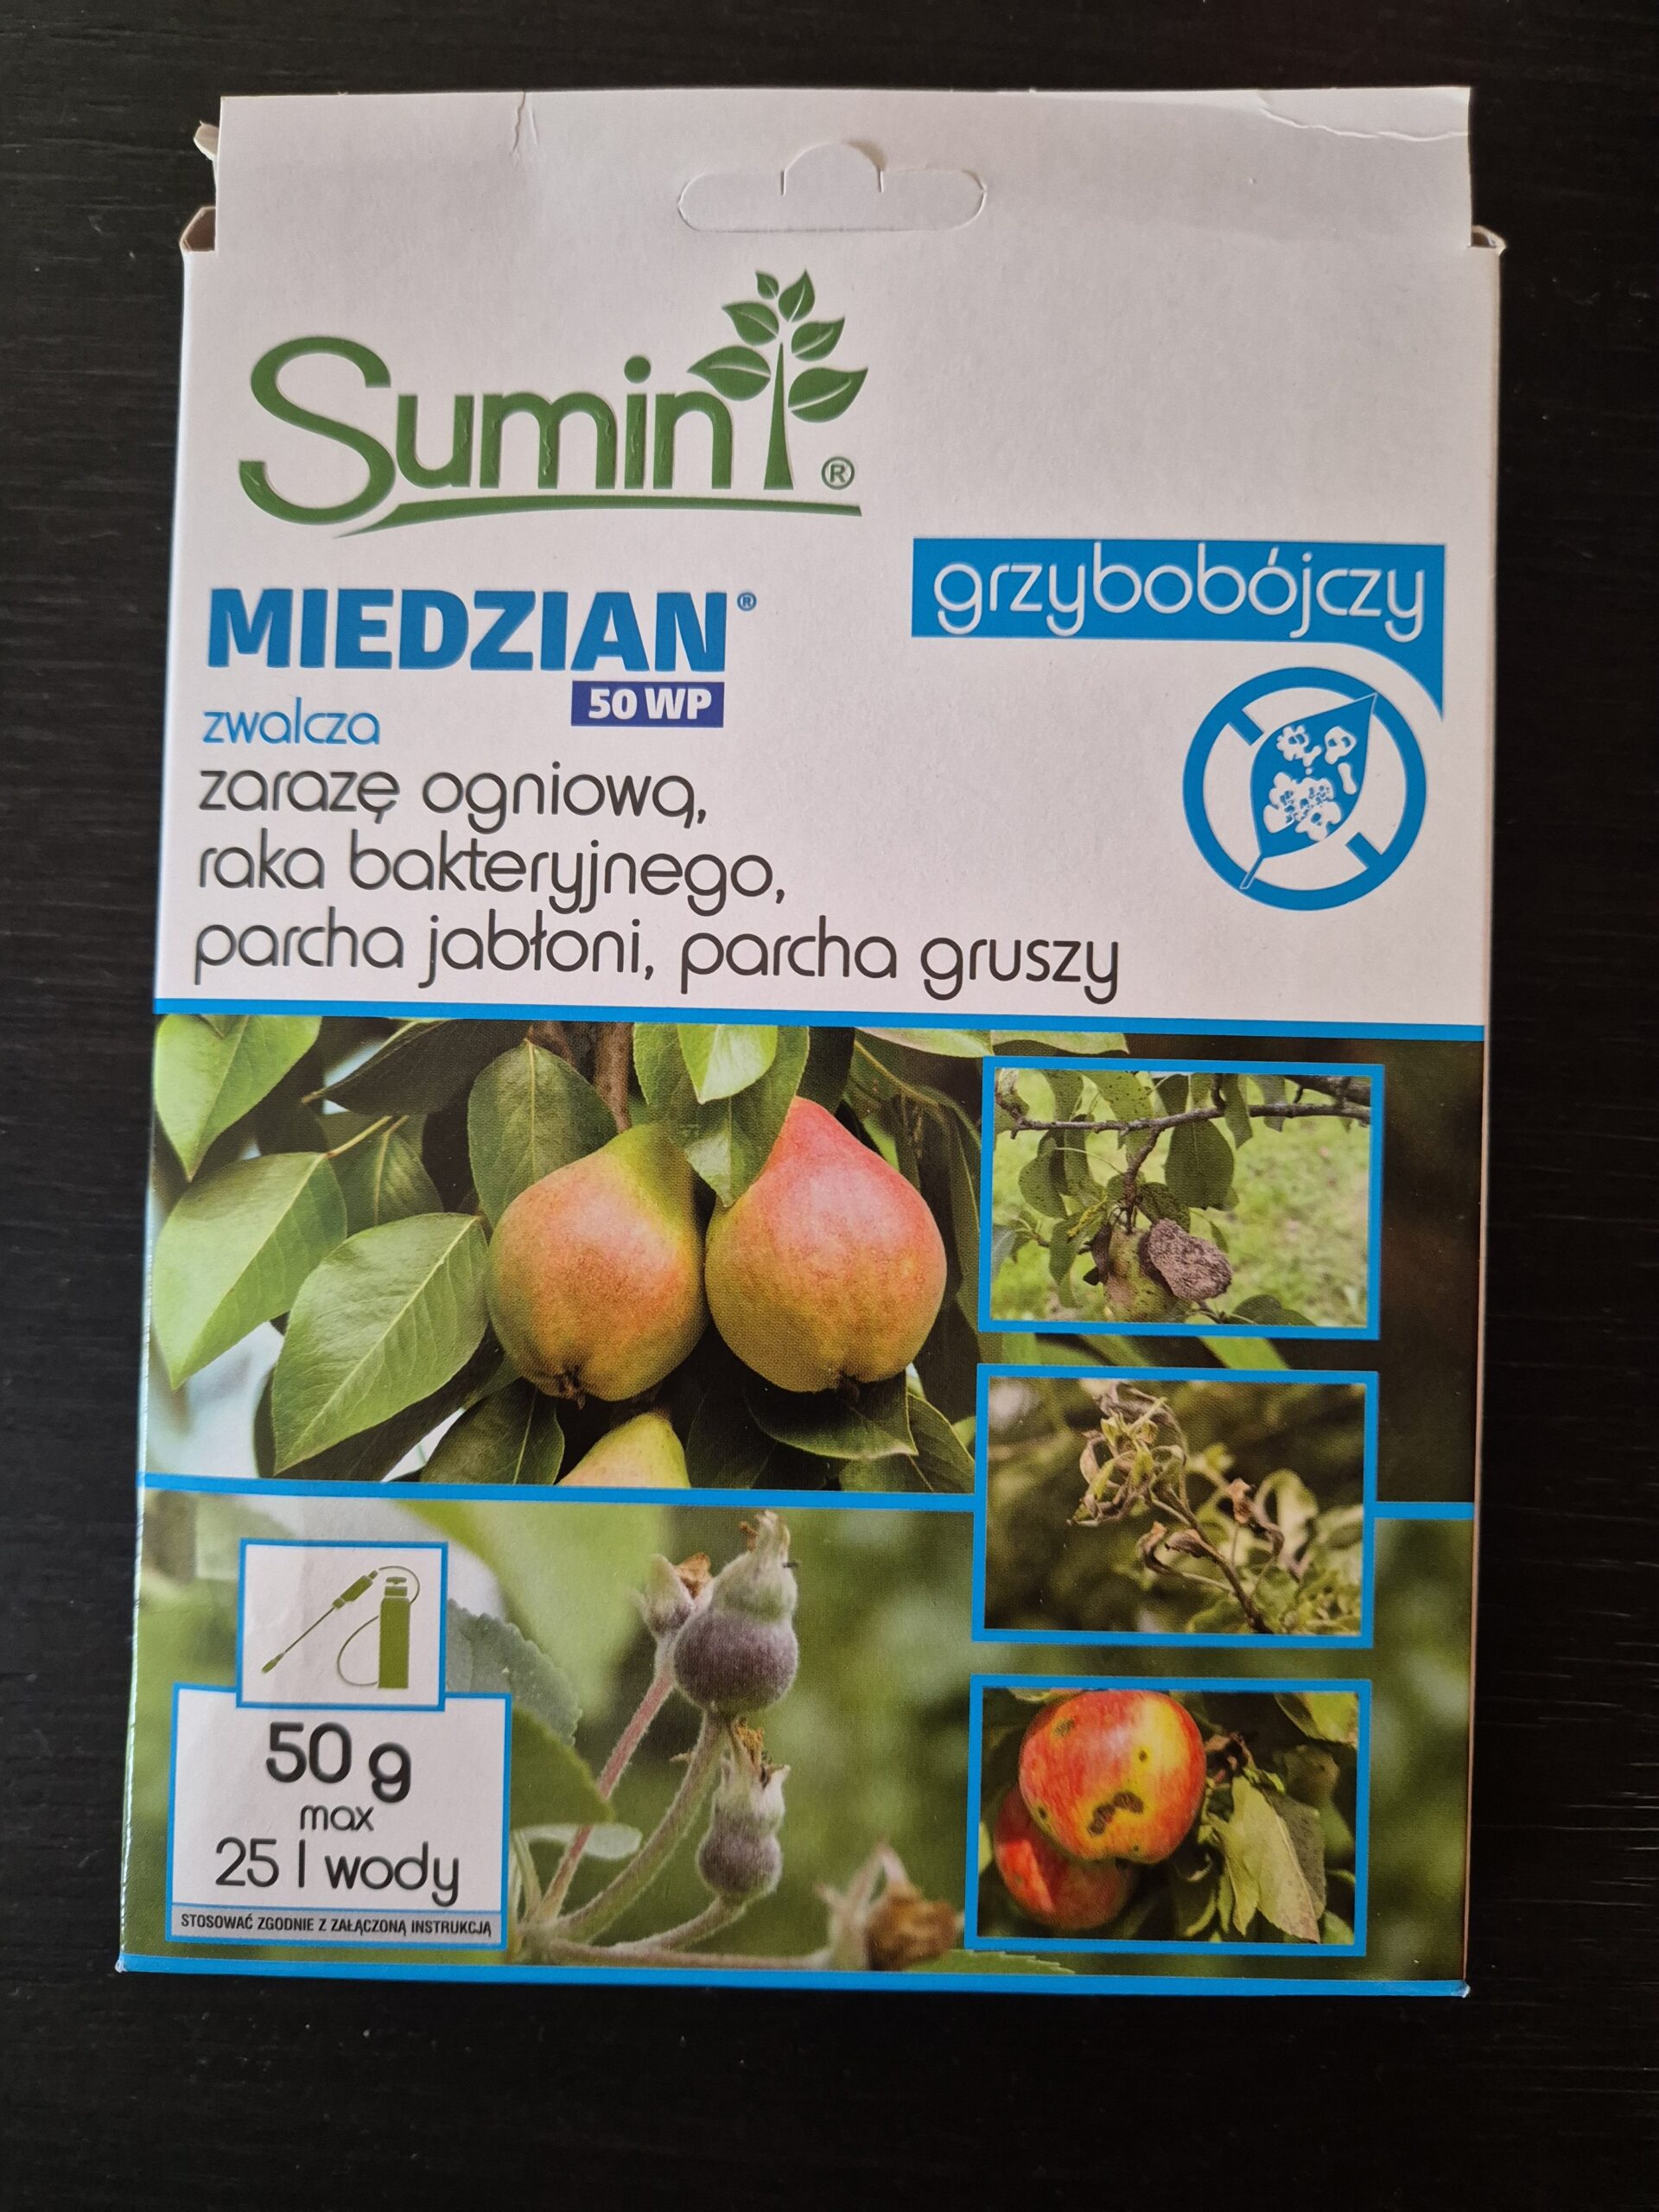 Sumin ®
grzybobójczy
MIEDZIAN®
50 WP
zwalcza
zarazę ogniową,
raka bakteryjnego,
parcha jabłoni, parcha gruszy
50 g
max
25 l wody
STOSOWAĆ ZGODNIE Z ZAŁĄCZONĄ INSTRUKCJĄ